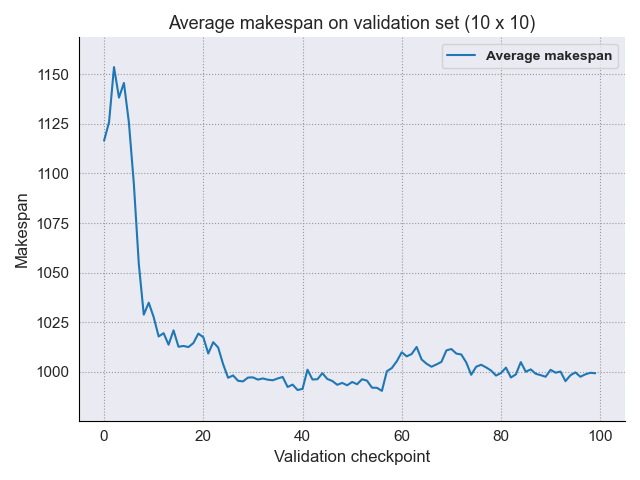 Average makespan on validation set (10 x 10)
Average makespan
1150
1125
1100
1075
1050
1025
1000
Makespan
0 20 40 60 80 100
Validation checkpoint